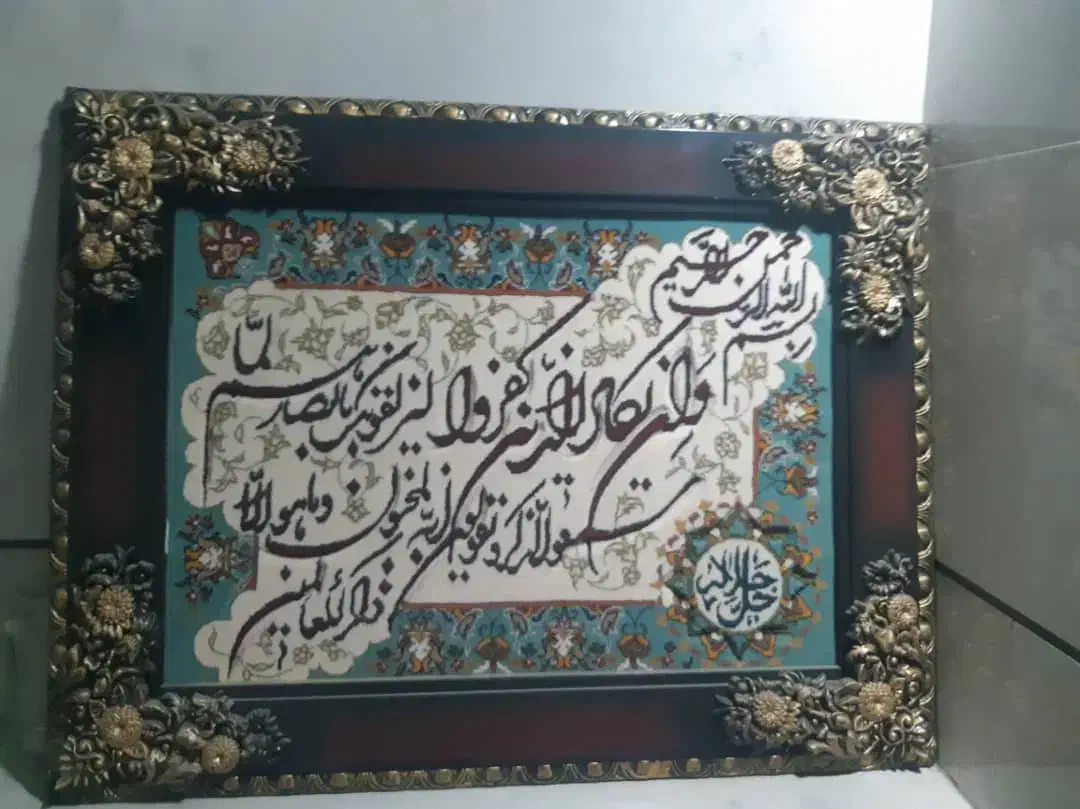 بسم الله الرحمن الرحیم
وان یکاد الذین کفروا لیزلقونک بابصارهم لما
سمعوا الذکر و یقولون انه لمجنون وما هو الا
ذکر للعالمین
جل جلاله